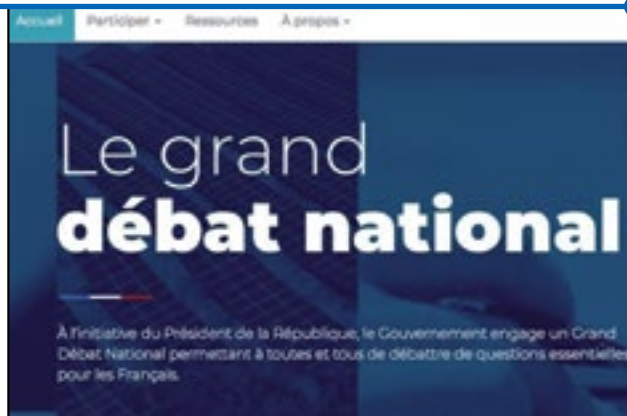 Accueil Participer Ressources À propos
Le grand
débat national
À l'initiative du Président de la République, le Gouvernement engage un Grand
Débat National permettant à toutes et tous de débattre de questions essentielles
pour les Français.